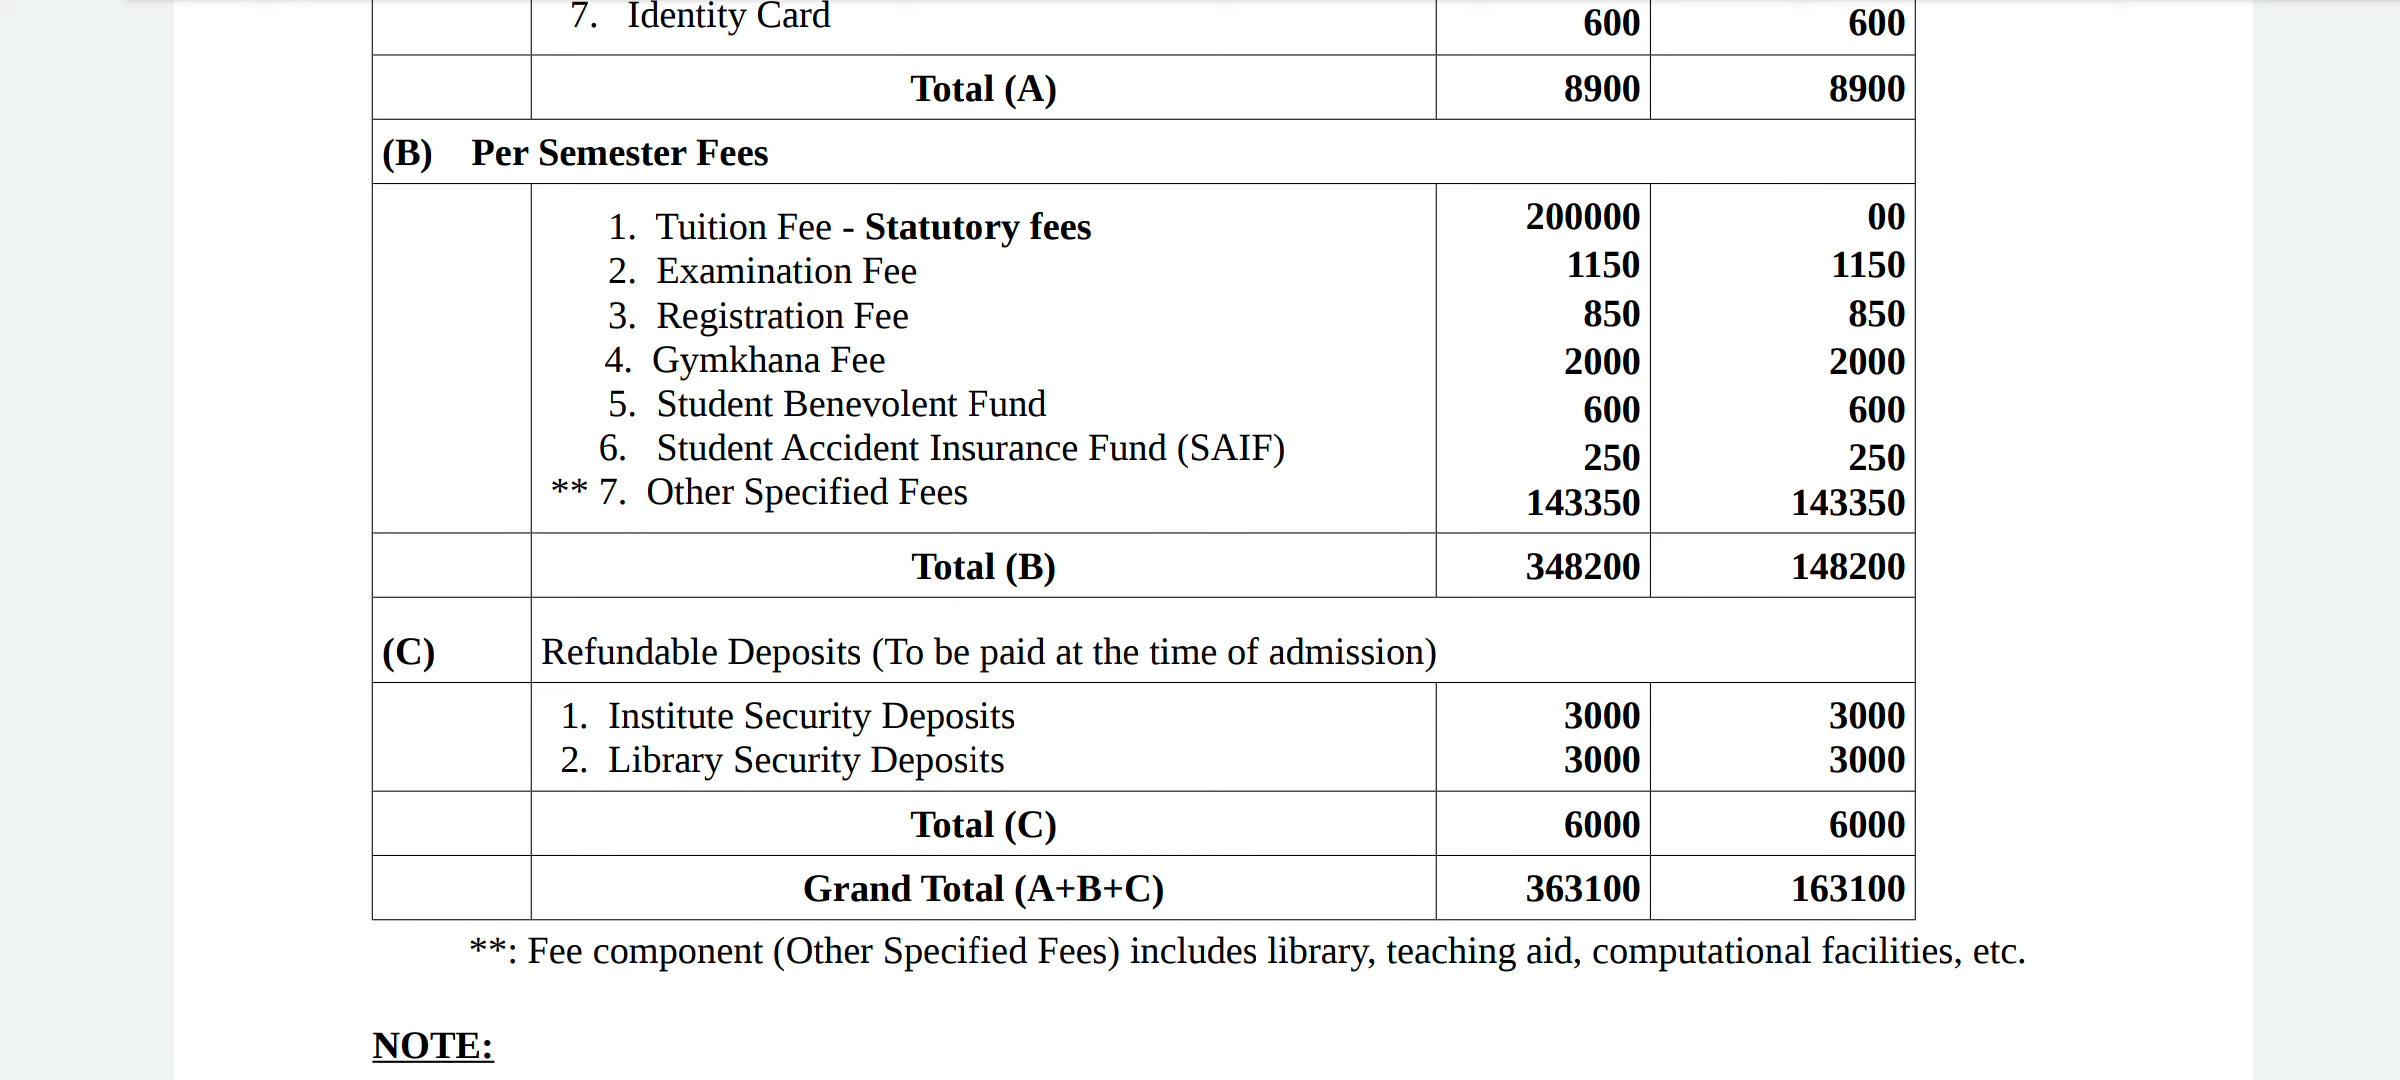 7. Identity Card 600 600
Total (A) 8900 8900
(B) Per Semester Fees
1. Tuition Fee - Statutory fees 200000 00
2. Examination Fee 1150 1150
3. Registration Fee 850 850
4. Gymkhana Fee 2000 2000
5. Student Benevolent Fund 600 600
6. Student Accident Insurance Fund (SAIF) 250 250
** 7. Other Specified Fees 143350 143350
Total (B) 348200 148200
(C) Refundable Deposits (To be paid at the time of admission)
1. Institute Security Deposits 3000 3000
2. Library Security Deposits 3000 3000
Total (C) 6000 6000
Grand Total (A+B+C) 363100 163100
**: Fee component (Other Specified Fees) includes library, teaching aid, computational facilities, etc.
NOTE: